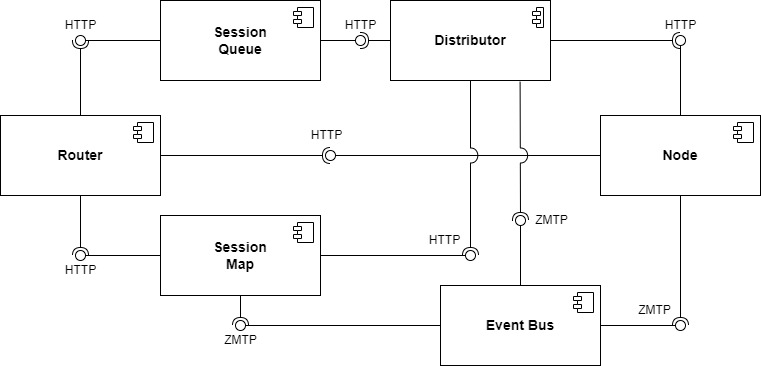 HTTP
Session
Queue
HTTP
Distributor
HTTP
Router
HTTP
Node
Session
Map
HTTP
HTTP
ZMTP
ZMTP
Event Bus
ZMTP